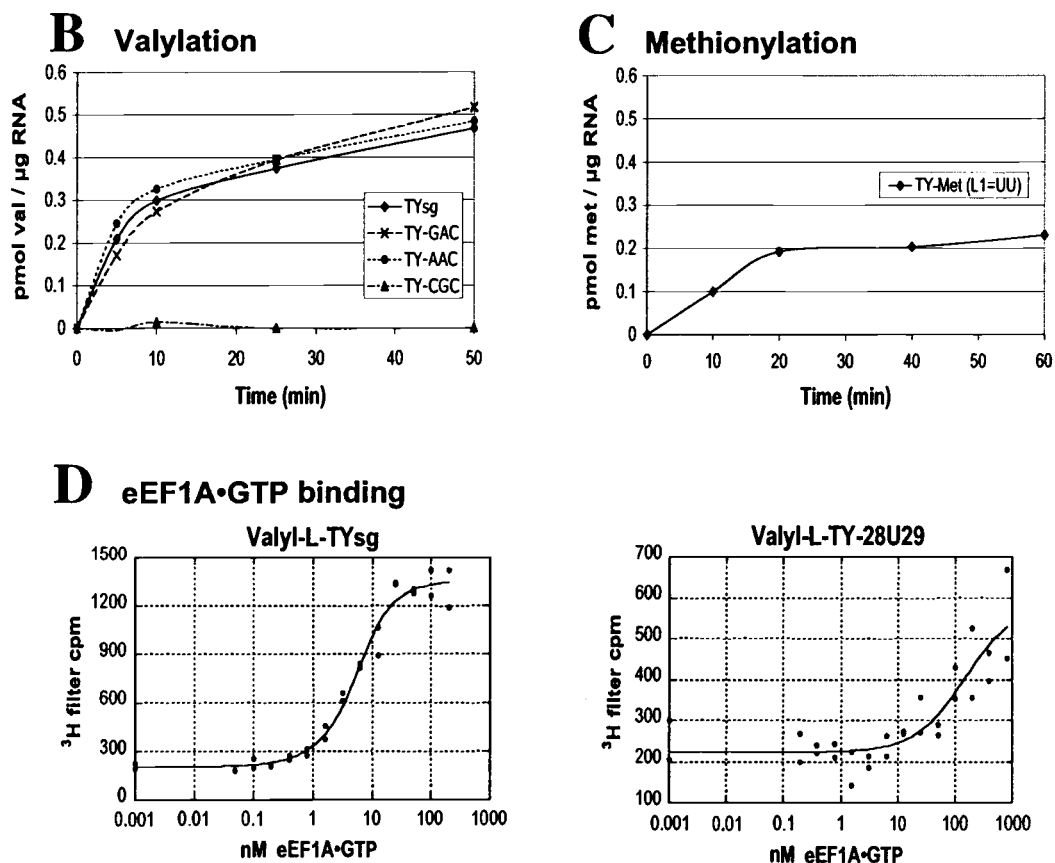 B Valylation
pmol val / µg RNA
0.6
0.5
0.4
0.3
0.2
0.1
0
TYsg
TY-GAC
TY-AAC
TY-CGC
0 10 20 30 40 50
Time (min)
C Methionylation
pmol met / µg RNA
0.6
0.5
0.4
0.3
0.2
0.1
0
TY-Met (L1=UU)
0 10 20 30 40 50 60
Time (min)
D eEF1A•GTP binding
Valyl-L-TYsg
³H filter cpm
1500
1200
900
600
300
0
0.001 0.1 1 10 100 1000
nM eEF1A•GTP
Valyl-L-TY-28U29
³H filter cpm
700
600
500
400
300
200
100
0.001 0.1 1 10 100 1000
nM eEF1A•GTP